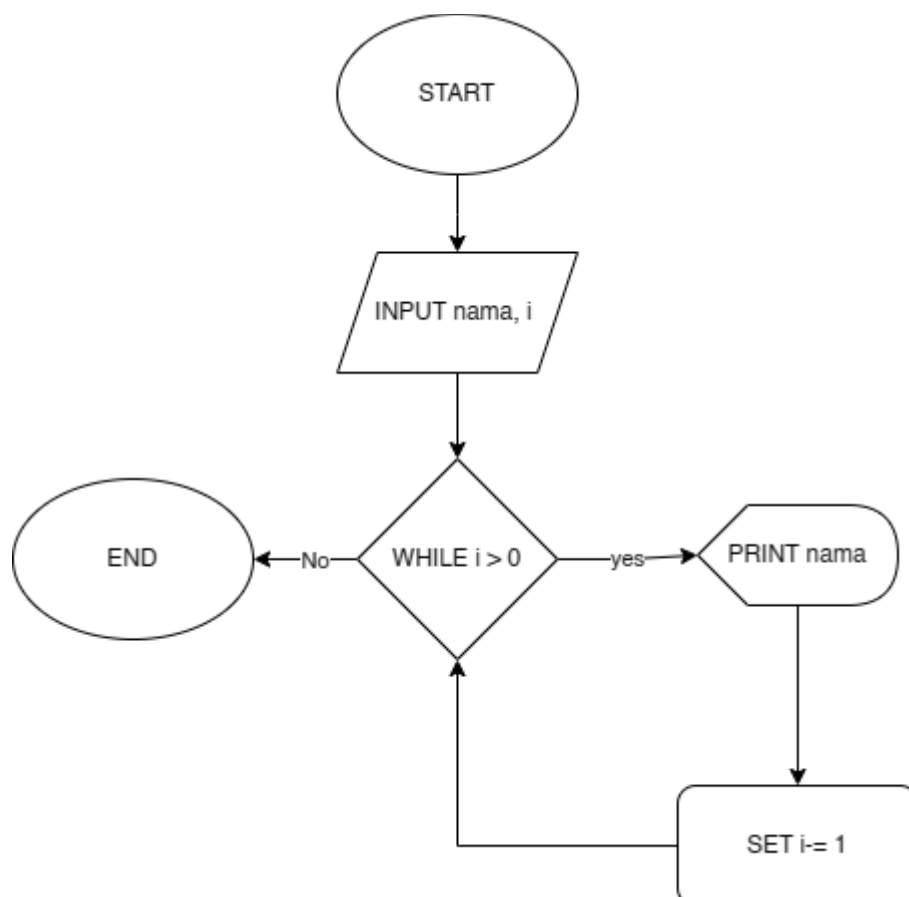 START
INPUT nama, i
END
No
WHILE i > 0
yes
PRINT nama
SET i-= 1